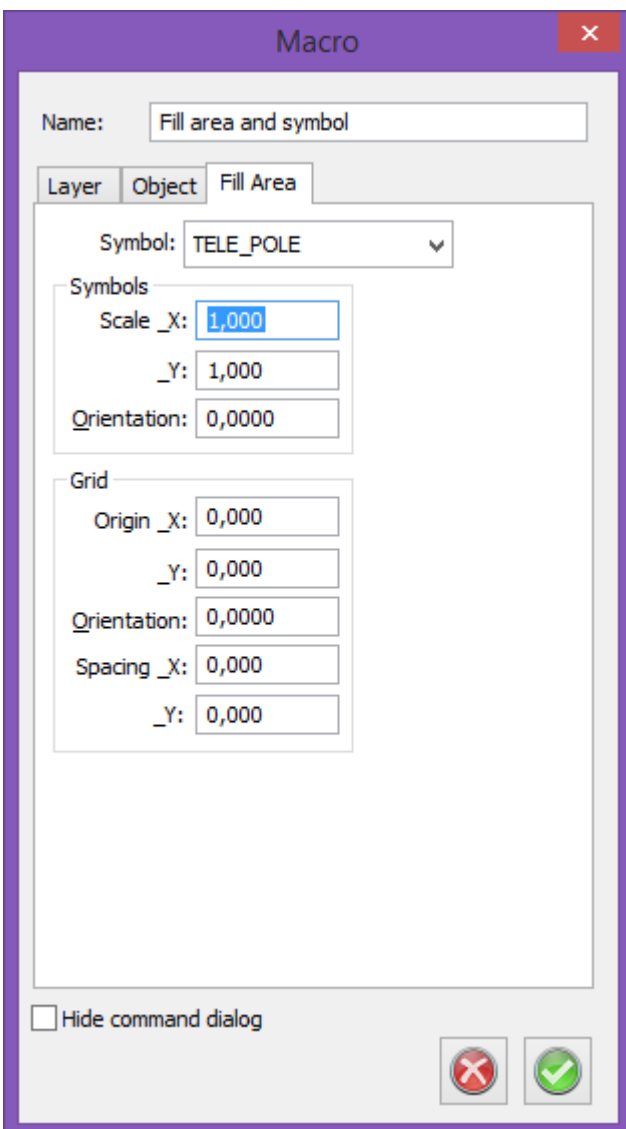 Macro
Name: Fill area and symbol
Layer Object Fill Area
Symbol: TELE_POLE
Symbols
Scale _X: 1,000
_Y: 1,000
Orientation: 0,0000
Grid
Origin _X: 0,000
_Y: 0,000
Orientation: 0,0000
Spacing _X: 0,000
_Y: 0,000
Hide command dialog